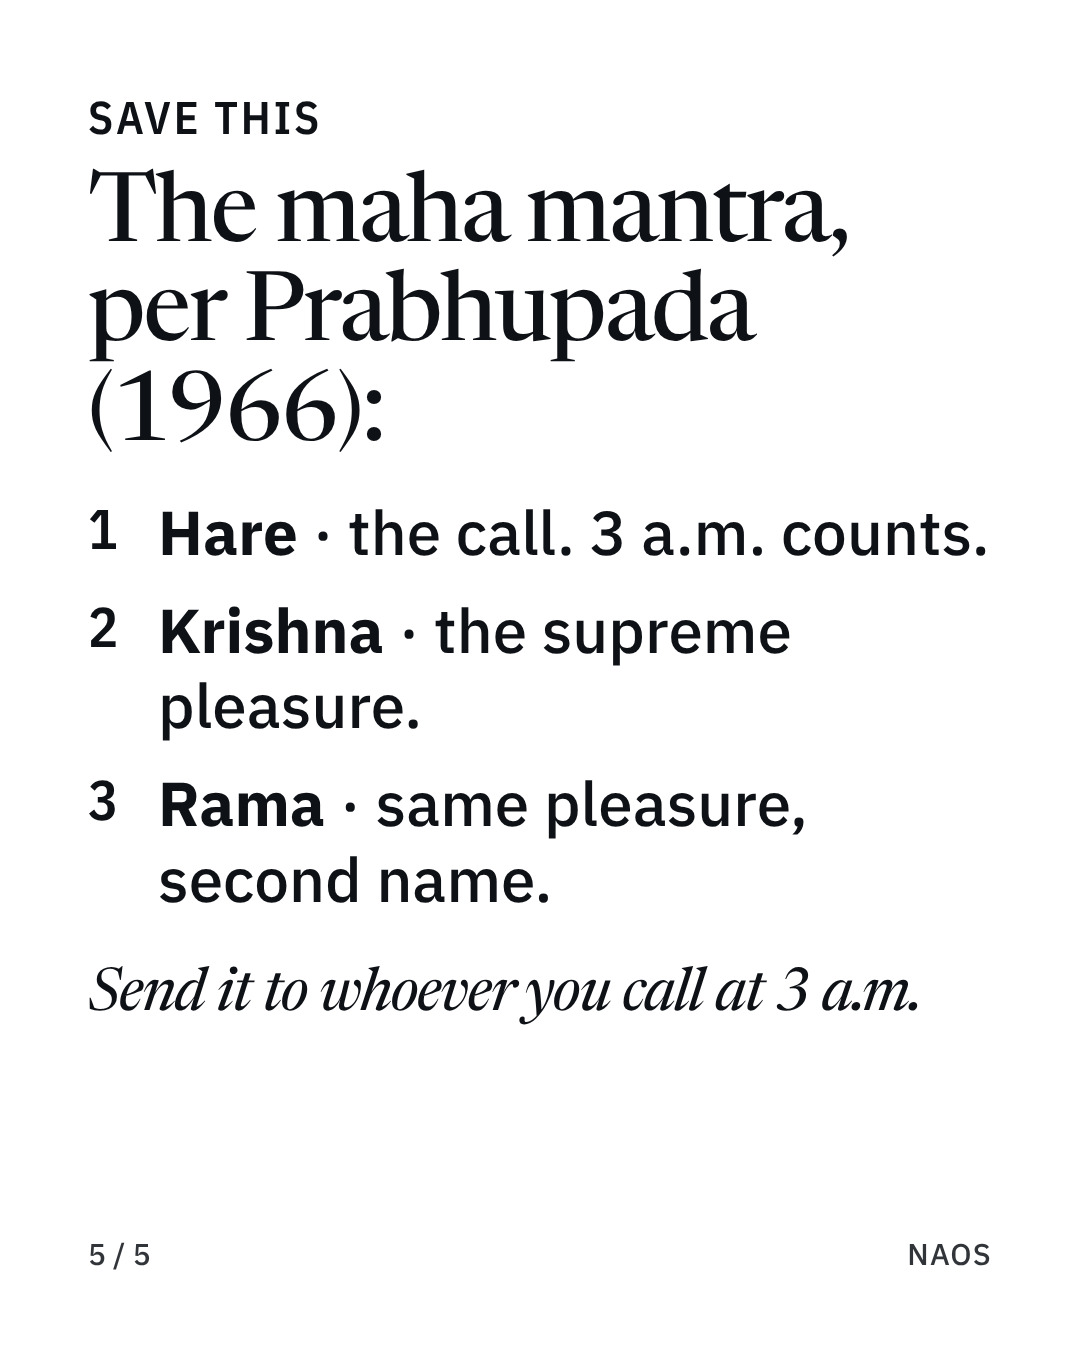 SAVE THIS
The maha mantra,
per Prabhupada
(1966):
1 Hare · the call. 3 a.m. counts.
2 Krishna · the supreme
pleasure.
3 Rama · same pleasure,
second name.
Send it to whoever you call at 3 a.m.
5 / 5 NAOS